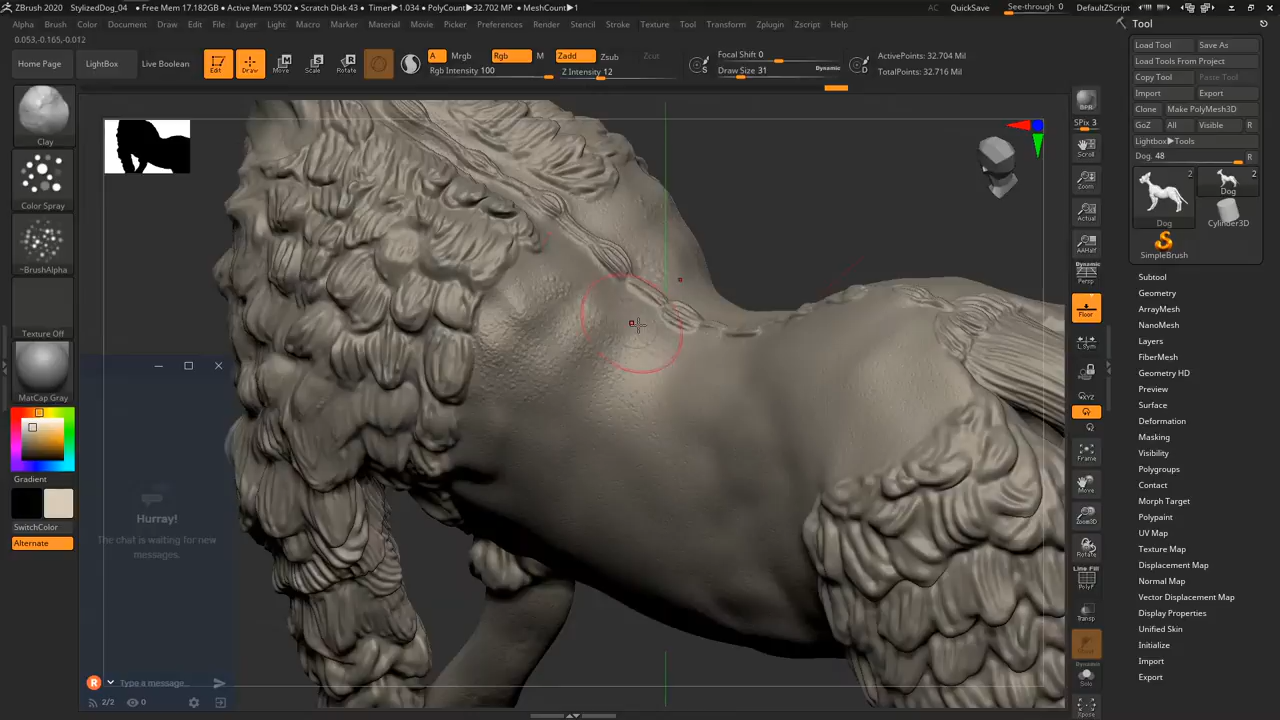 ZBrush 2020 StylizedDog_04 • Free Mem 17.182GB • Active Mem 5502 • Scratch Disk 43 • Timer▶1.034 • PolyCount▶32.702 MP • MeshCount▶1
AC QuickSave See-through 0 DefaultZScript
Alpha Brush Color Document Draw Edit File Layer Light Macro Marker Material Movie Picker Preferences Render Stencil Stroke Texture Tool Transform Zplugin Zscript Help
0.053,-0.165,-0.012
Home Page
LightBox
Live Boolean
Edit
Draw
Move
Scale
Rotate
A
Mrgb
Rgb
M
Rgb Intensity 100
Zadd
Zsub
Zcut
Z Intensity 12
S
Focal Shift 0
Draw Size 31
Dynamic
D
ActivePoints: 32.704 Mil
TotalPoints: 32.716 Mil
Clay
Color Spray
~BrushAlpha
Texture Off
MatCap Gray
Gradient
SwitchColor
Alternate
Hurray!
The chat is waiting for new
messages.
R
Type a message...
2/2
0
BPR
SPix 3
Scroll
Zoom
Actual
AAHalf
Dynamic
Persp
Floor
L.Sym
XYZ
Frame
Move
Zoom3D
Rotate
Line Fill
PolyF
Transp
Dynamic
Solo
Xpose
Tool
Load Tool
Save As
Load Tools From Project
Copy Tool
Paste Tool
Import
Export
Clone
Make PolyMesh3D
GoZ
All
Visible
R
Lightbox▶Tools
Dog. 48
R
2
Dog
2
Dog
Cylinder3D
SimpleBrush
Subtool
Geometry
ArrayMesh
NanoMesh
Layers
FiberMesh
Geometry HD
Preview
Surface
Deformation
Masking
Visibility
Polygroups
Contact
Morph Target
Polypaint
UV Map
Texture Map
Displacement Map
Normal Map
Vector Displacement Map
Display Properties
Unified Skin
Initialize
Import
Export